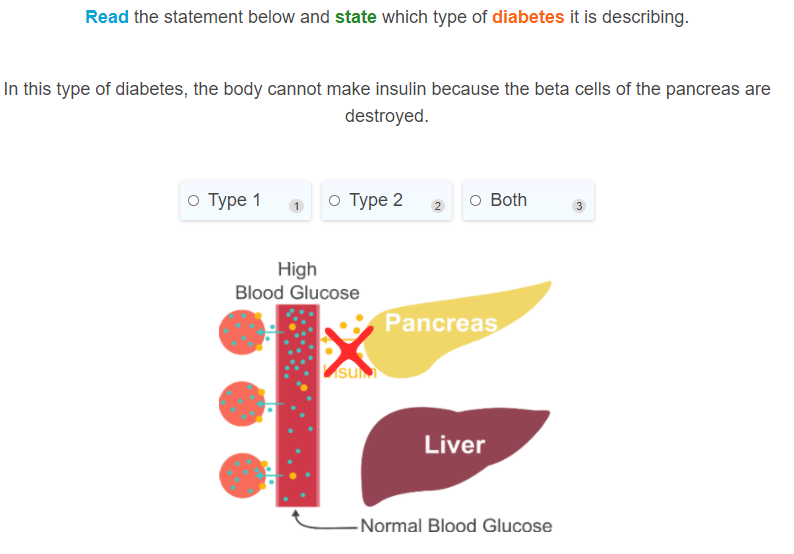 Read the statement below and state which type of diabetes it is describing.
In this type of diabetes, the body cannot make insulin because the beta cells of the pancreas are
destroyed.
Type 1 1
Type 2 2
Both 3
High
Blood Glucose
Pancreas
Insulin
Liver
Normal Blood Glucose